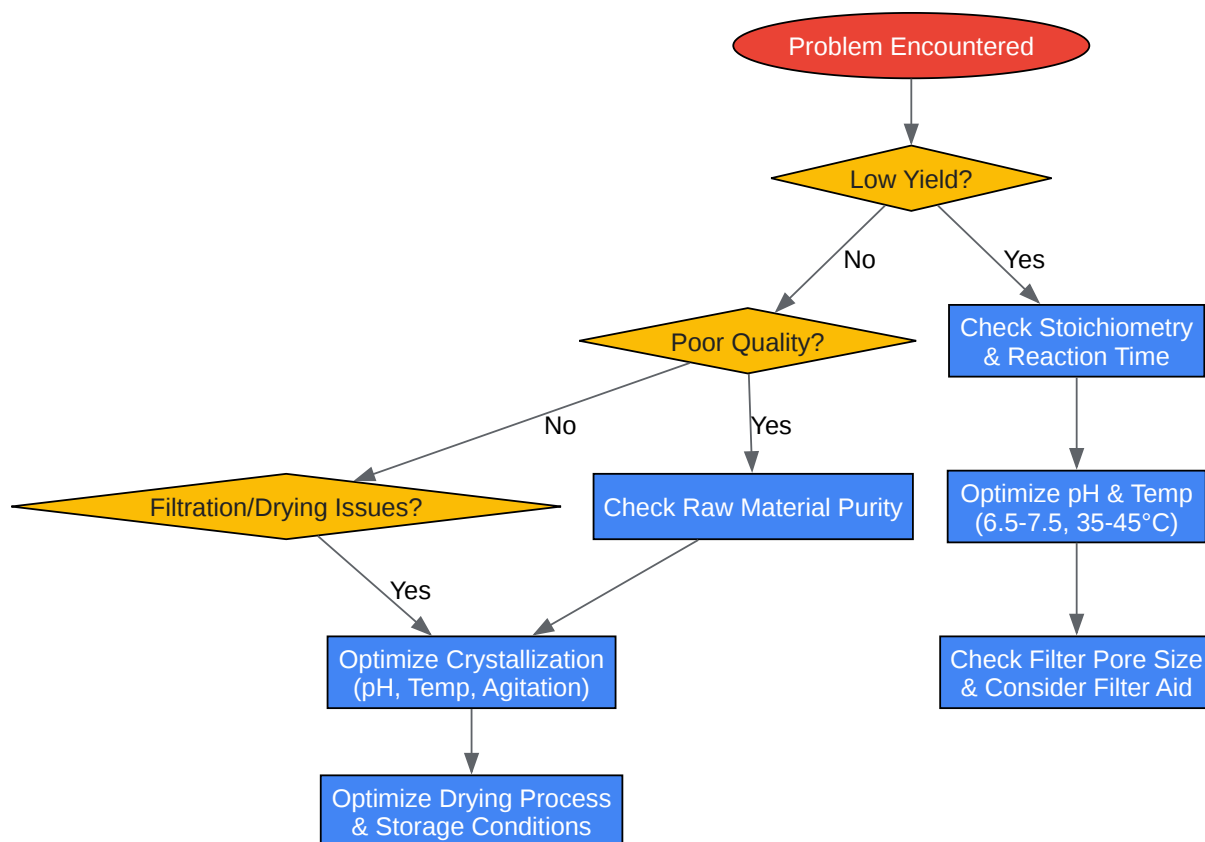 Problem Encountered
Low Yield?
No
Yes
Poor Quality?
Check Stoichiometry
& Reaction Time
No
Yes
Filtration/Drying Issues?
Check Raw Material Purity
Optimize pH & Temp
(6.5-7.5, 35-45°C)
Yes
Optimize Crystallization
(pH, Temp, Agitation)
Check Filter Pore Size
& Consider Filter Aid
Optimize Drying Process
& Storage Conditions